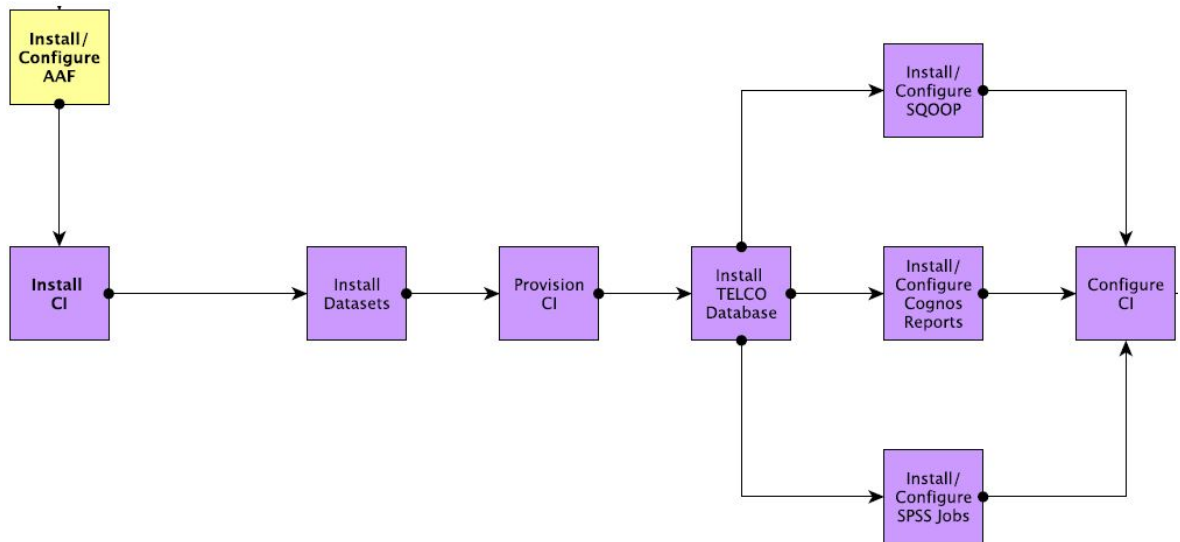 Install/
Configure
AAF
Install/
Configure
SQOOP
Install
CI
Install
Datasets
Provision
CI
Install
TELCO
Database
Install/
Configure
Cognos
Reports
Configure
CI
Install/
Configure
SPSS Jobs